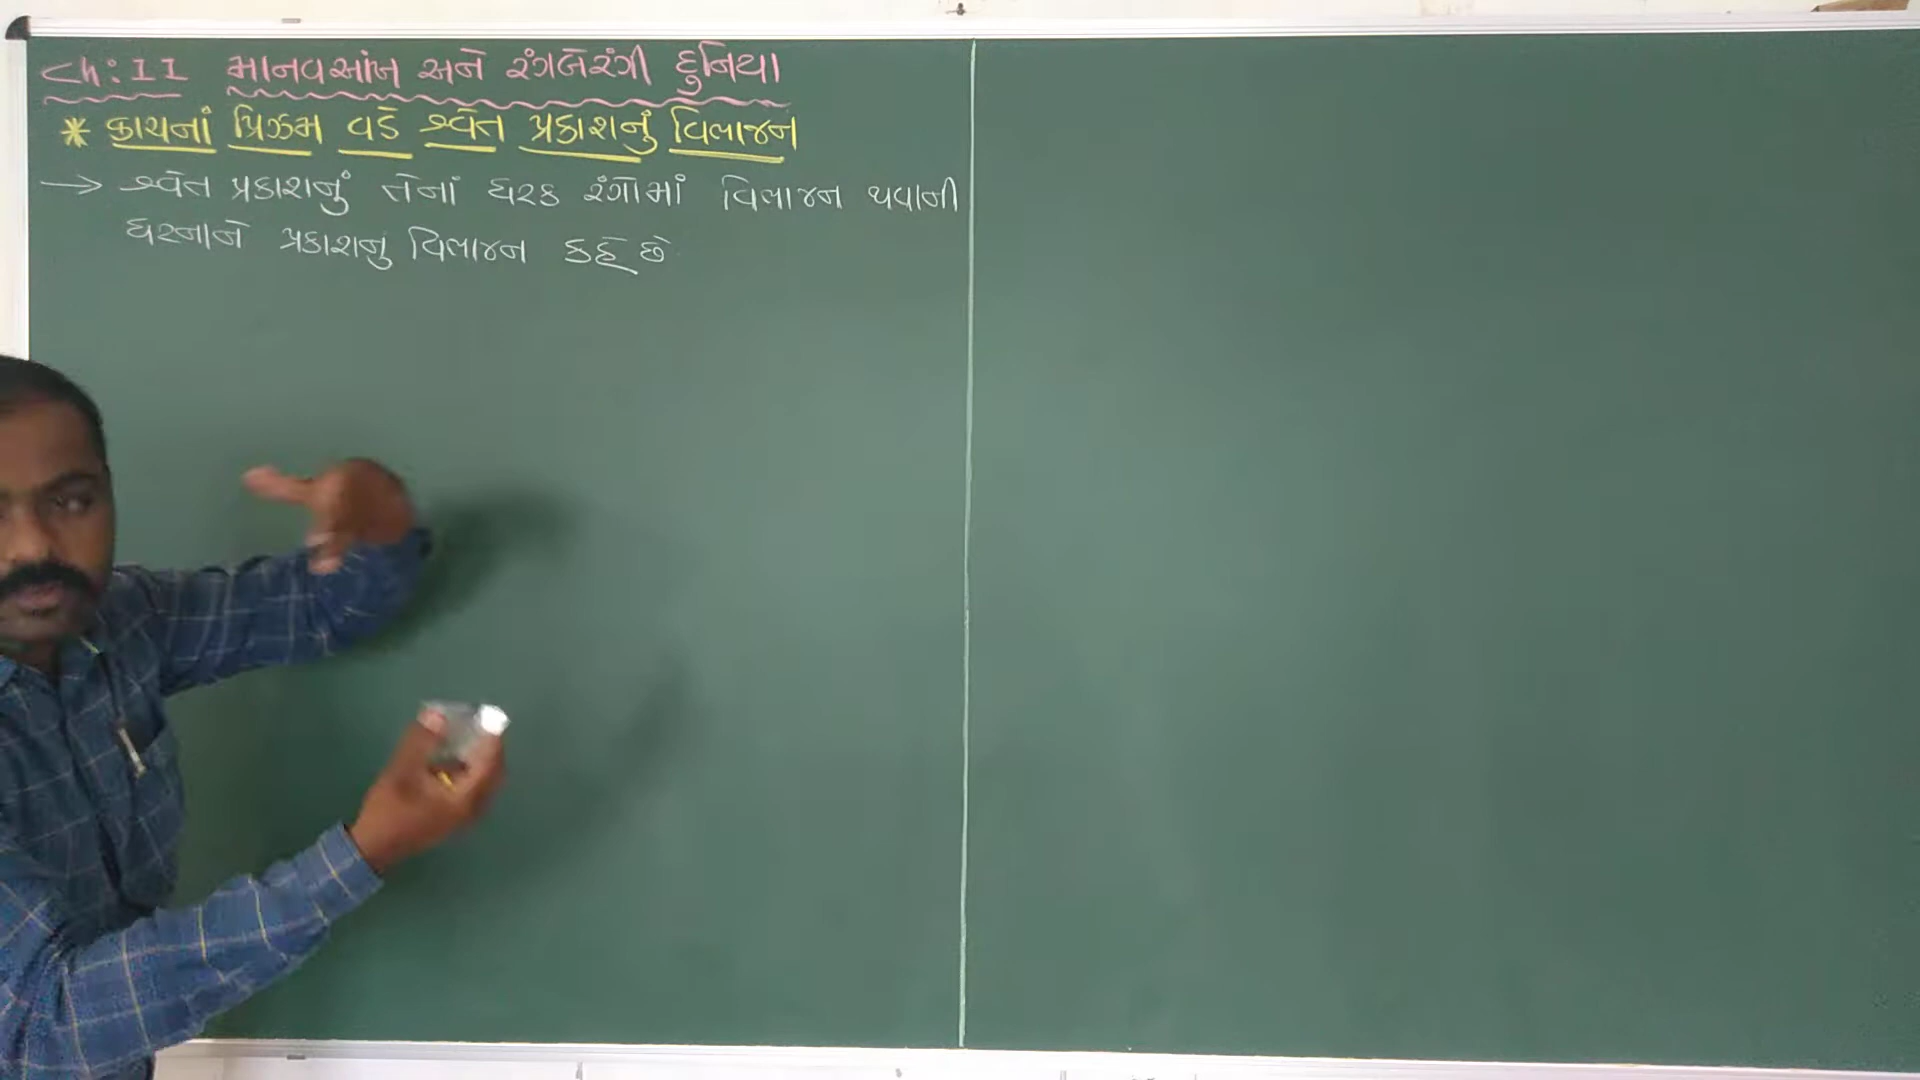 Ch: II માનવઆંખ અને રંગબેરંગી દુનિયા
* કાચનાં પ્રિઝમ વડે શ્વેત પ્રકાશનું વિભાજન
→ શ્વેત પ્રકાશનું તેનાં ઘટક રંગોમાં વિભાજન થવાની
ઘટનાને પ્રકાશનુ વિભાજન કહે છે